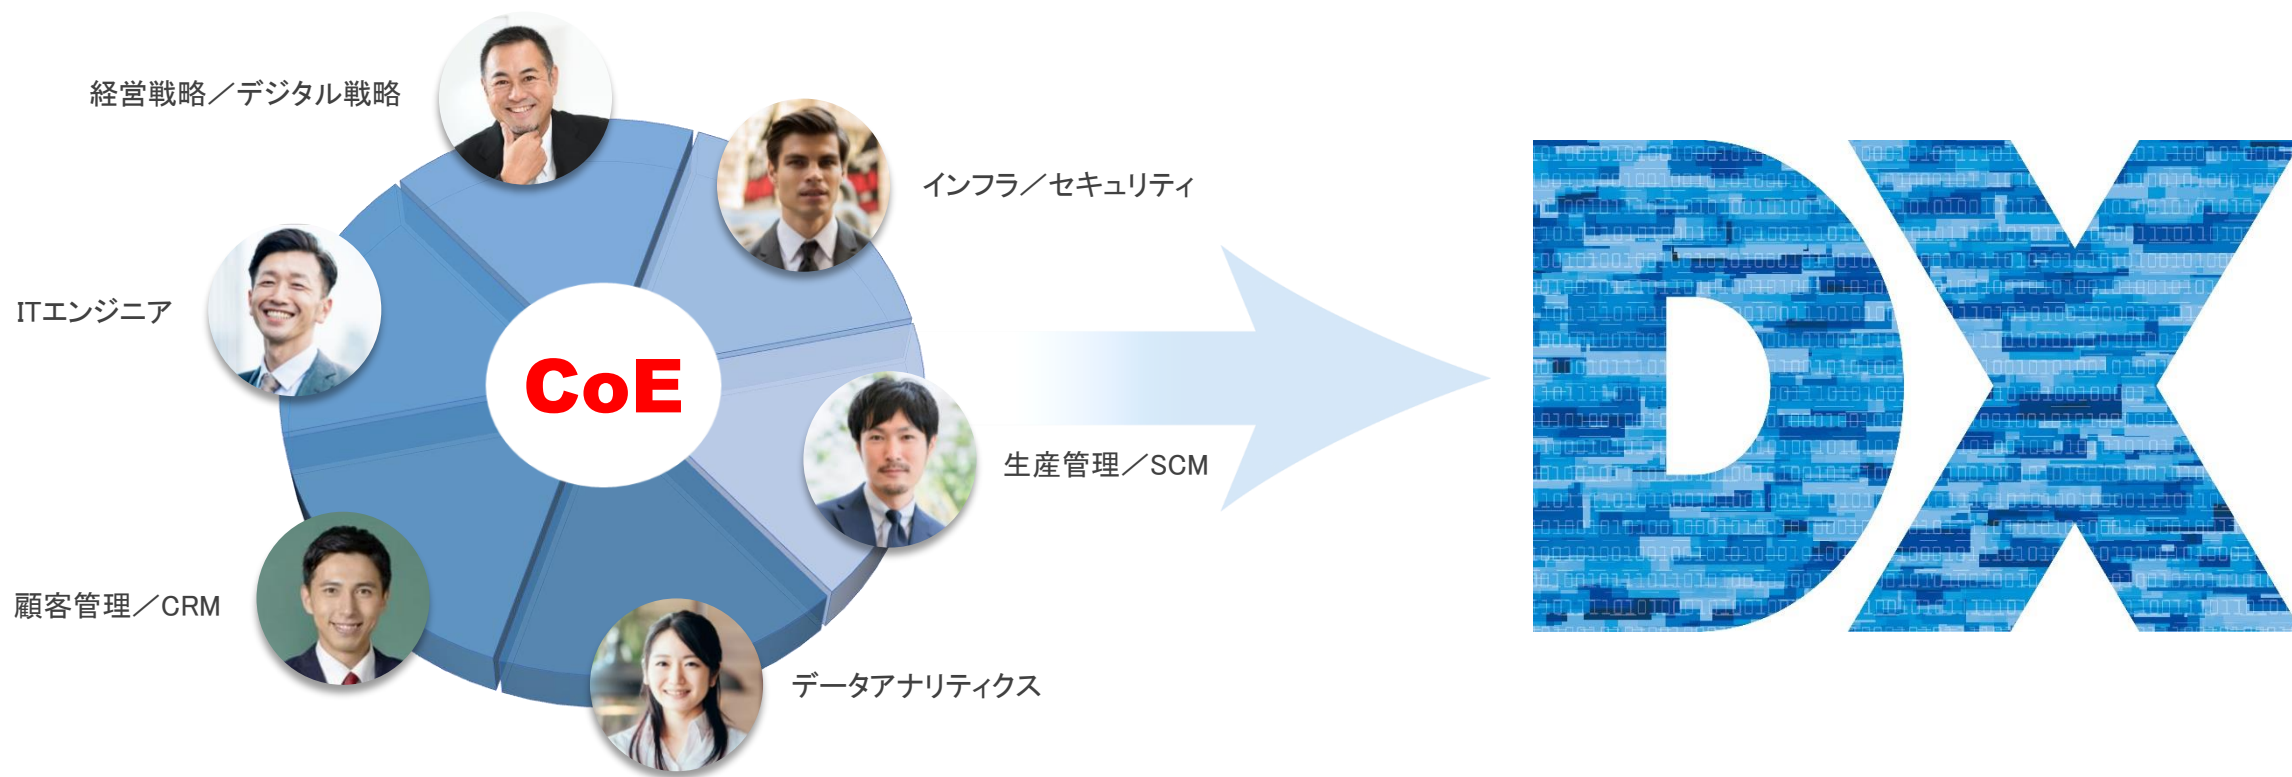 経営戦略／デジタル戦略
インフラ／セキュリティ
ITエンジニア
CoE
生産管理／SCM
顧客管理／CRM
データアナリティクス
DX